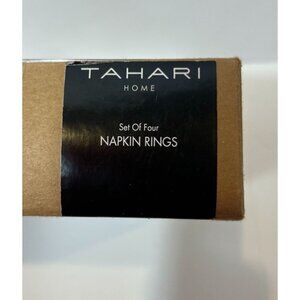 TAHARI
HOME
Set Of Four
NAPKIN RINGS